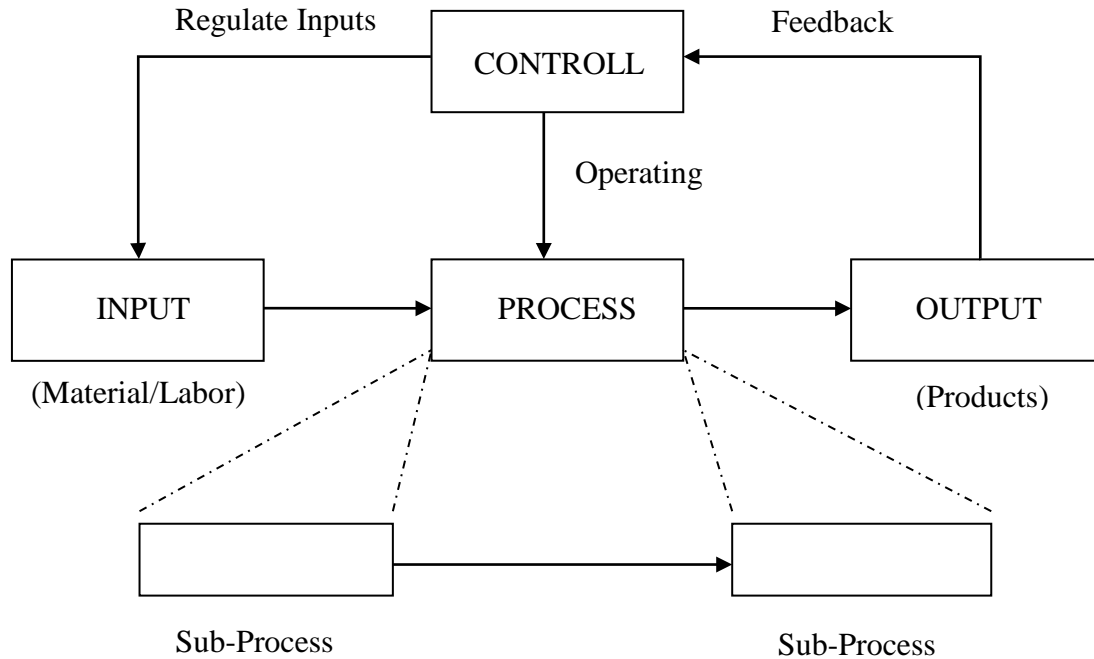 Regulate Inputs
Feedback
CONTROLL
Operating
INPUT
PROCESS
OUTPUT
(Material/Labor)
(Products)
Sub-Process
Sub-Process